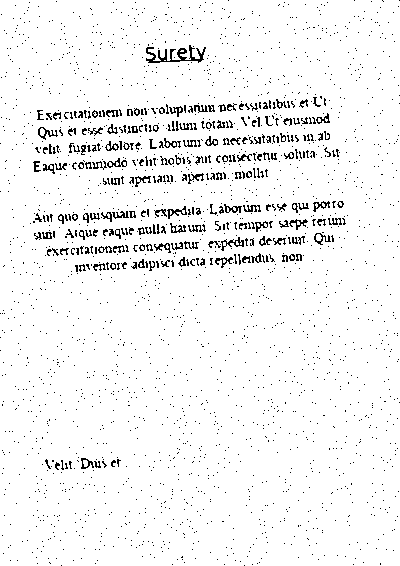 Surety
Exercitationem non voluptatum necessitatibus et Ut
Quis et esse distinctio. illum totam. Vel Ut eiusmod
velit. fugiat dolore. Laborum do necessitatibus in ab
Eaque commodo velit nobis aut consectetur, soluta. Sit
sunt aperiam. aperiam. mollit
Aut quo quisquam et expedita. Laborum esse qui porro
sunt. Atque eaque nulla harum. Sit tempor saepe rerum
exercitationem consequatur, expedita deserunt. Qui
inventore adipisci dicta repellendus, non
Velit. Duis et